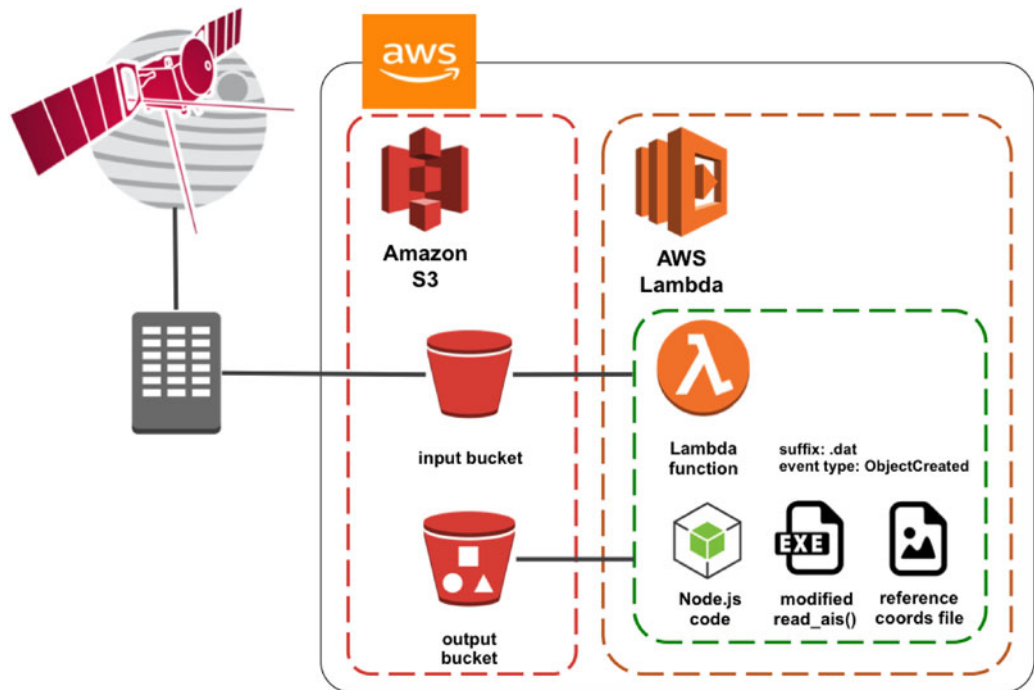 aws
Amazon
S3
AWS
Lambda
input bucket
λ
Lambda
function
suffix: .dat
event type: ObjectCreated
EXE
Node.js
code
modified
read_ais()
reference
coords file
output
bucket